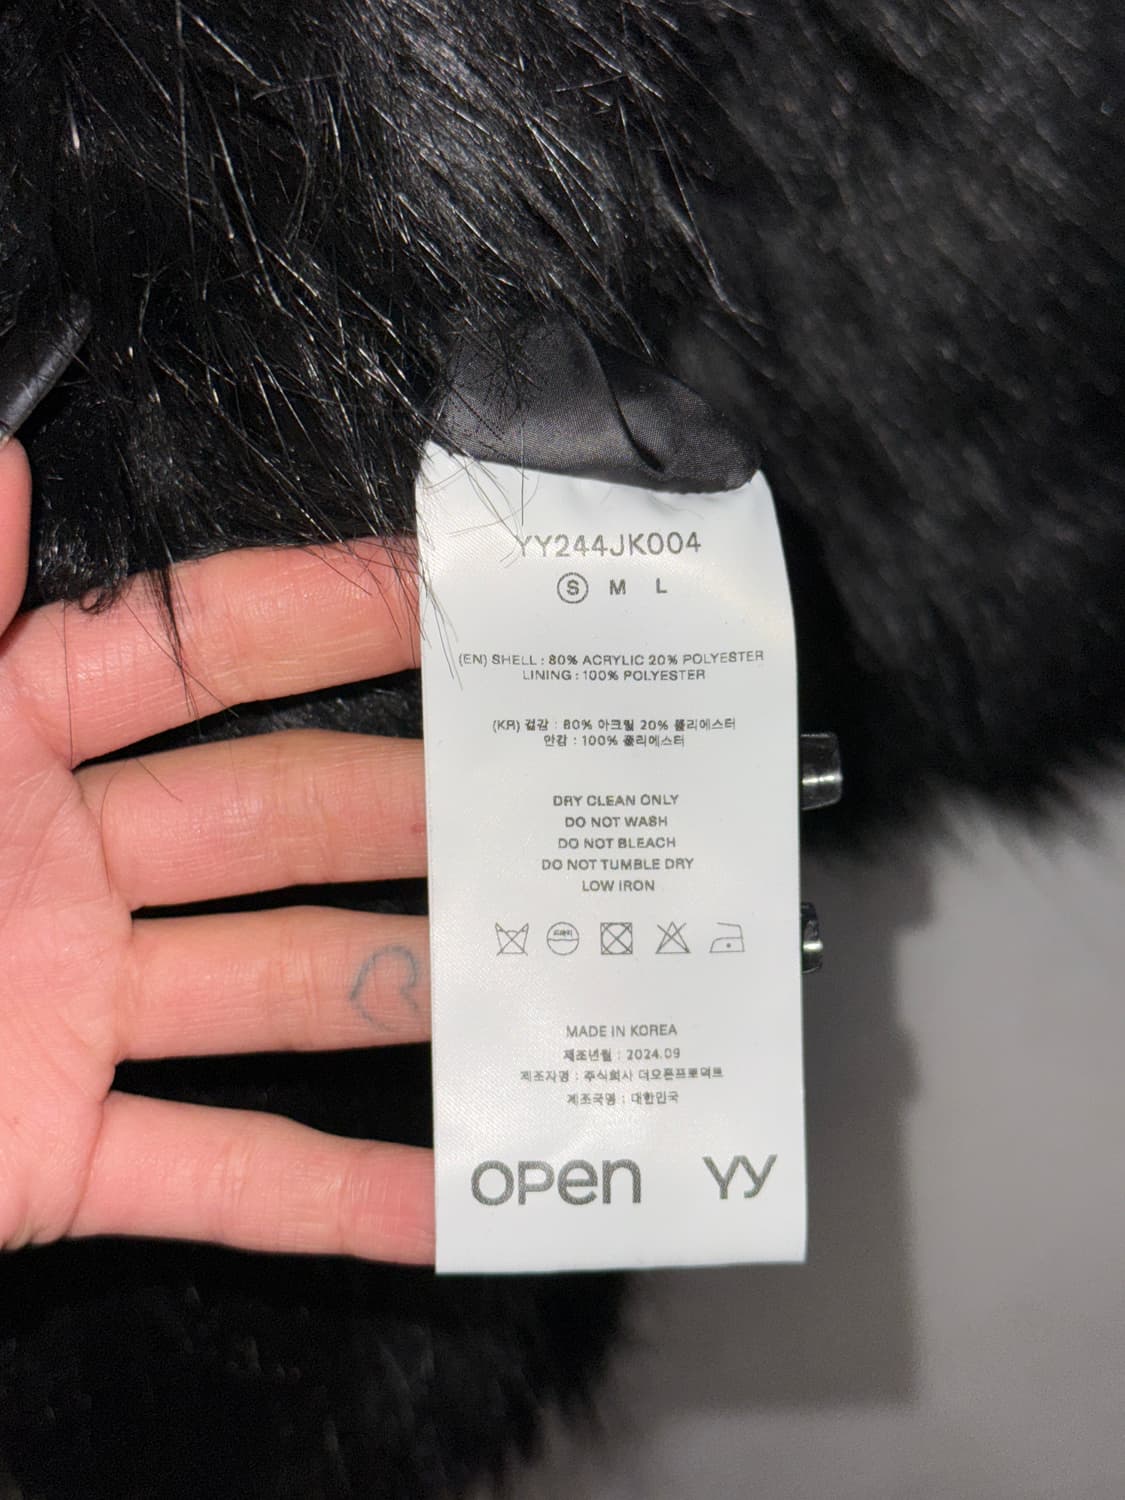 YY244JK004
S M L
(EN) SHELL : 80% ACRYLIC 20% POLYESTER
LINING : 100% POLYESTER
(KR) 겉감 : 80% 아크릴 20% 폴리에스터
안감 : 100% 폴리에스터
DRY CLEAN ONLY
DO NOT WASH
DO NOT BLEACH
DO NOT TUMBLE DRY
LOW IRON
드라이
MADE IN KOREA
제조년월 : 2024.09
제조자명 : 주식회사 더오픈프로덕트
제조국명 : 대한민국
OPEN YY